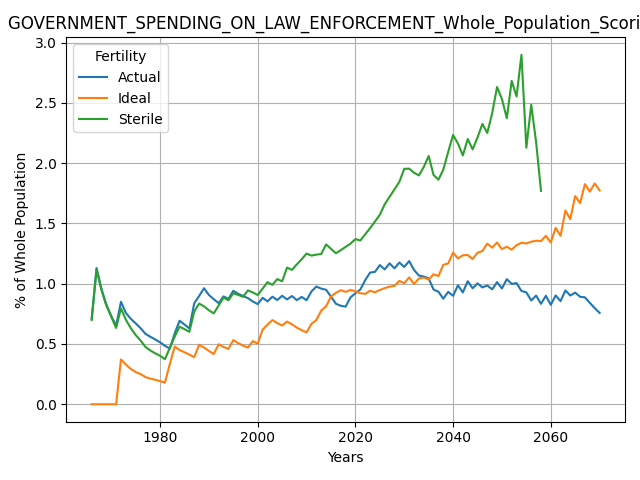 GOVERNMENT_SPENDING_ON_LAW_ENFORCEMENT_Whole_Population_Scori
3.0
2.5
2.0
1.5
1.0
0.5
0.0
% of Whole Population
Fertility
Actual
Ideal
Sterile
1980
2000
2020
2040
2060
Years